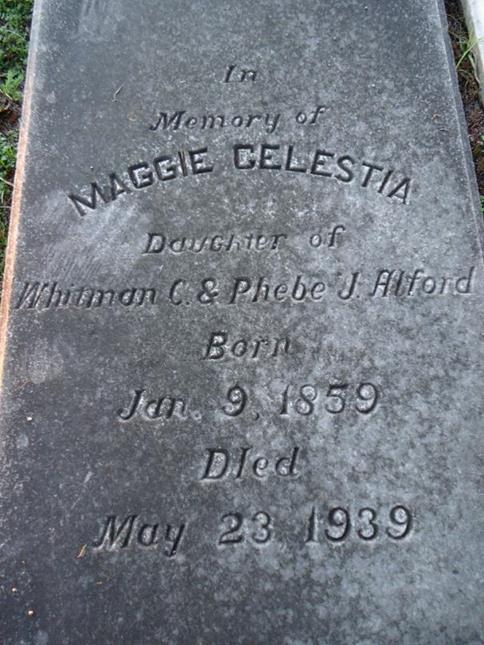 In
Memory of
MAGGIE CELESTIA
Daughter of
Whitman C. & Phebe J. Alford
Born
Jan. 9, 1859
DIed
May 23, 1939